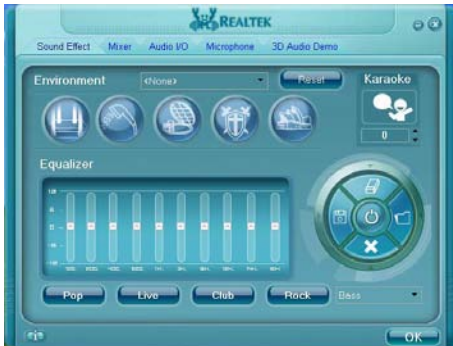 REALTEK
Sound Effect Mixer Audio I/O Microphone 3D Audio Demo
Environment <None> Reset Karaoke
0
Equalizer
Pop Live Club Rock Bass
OK